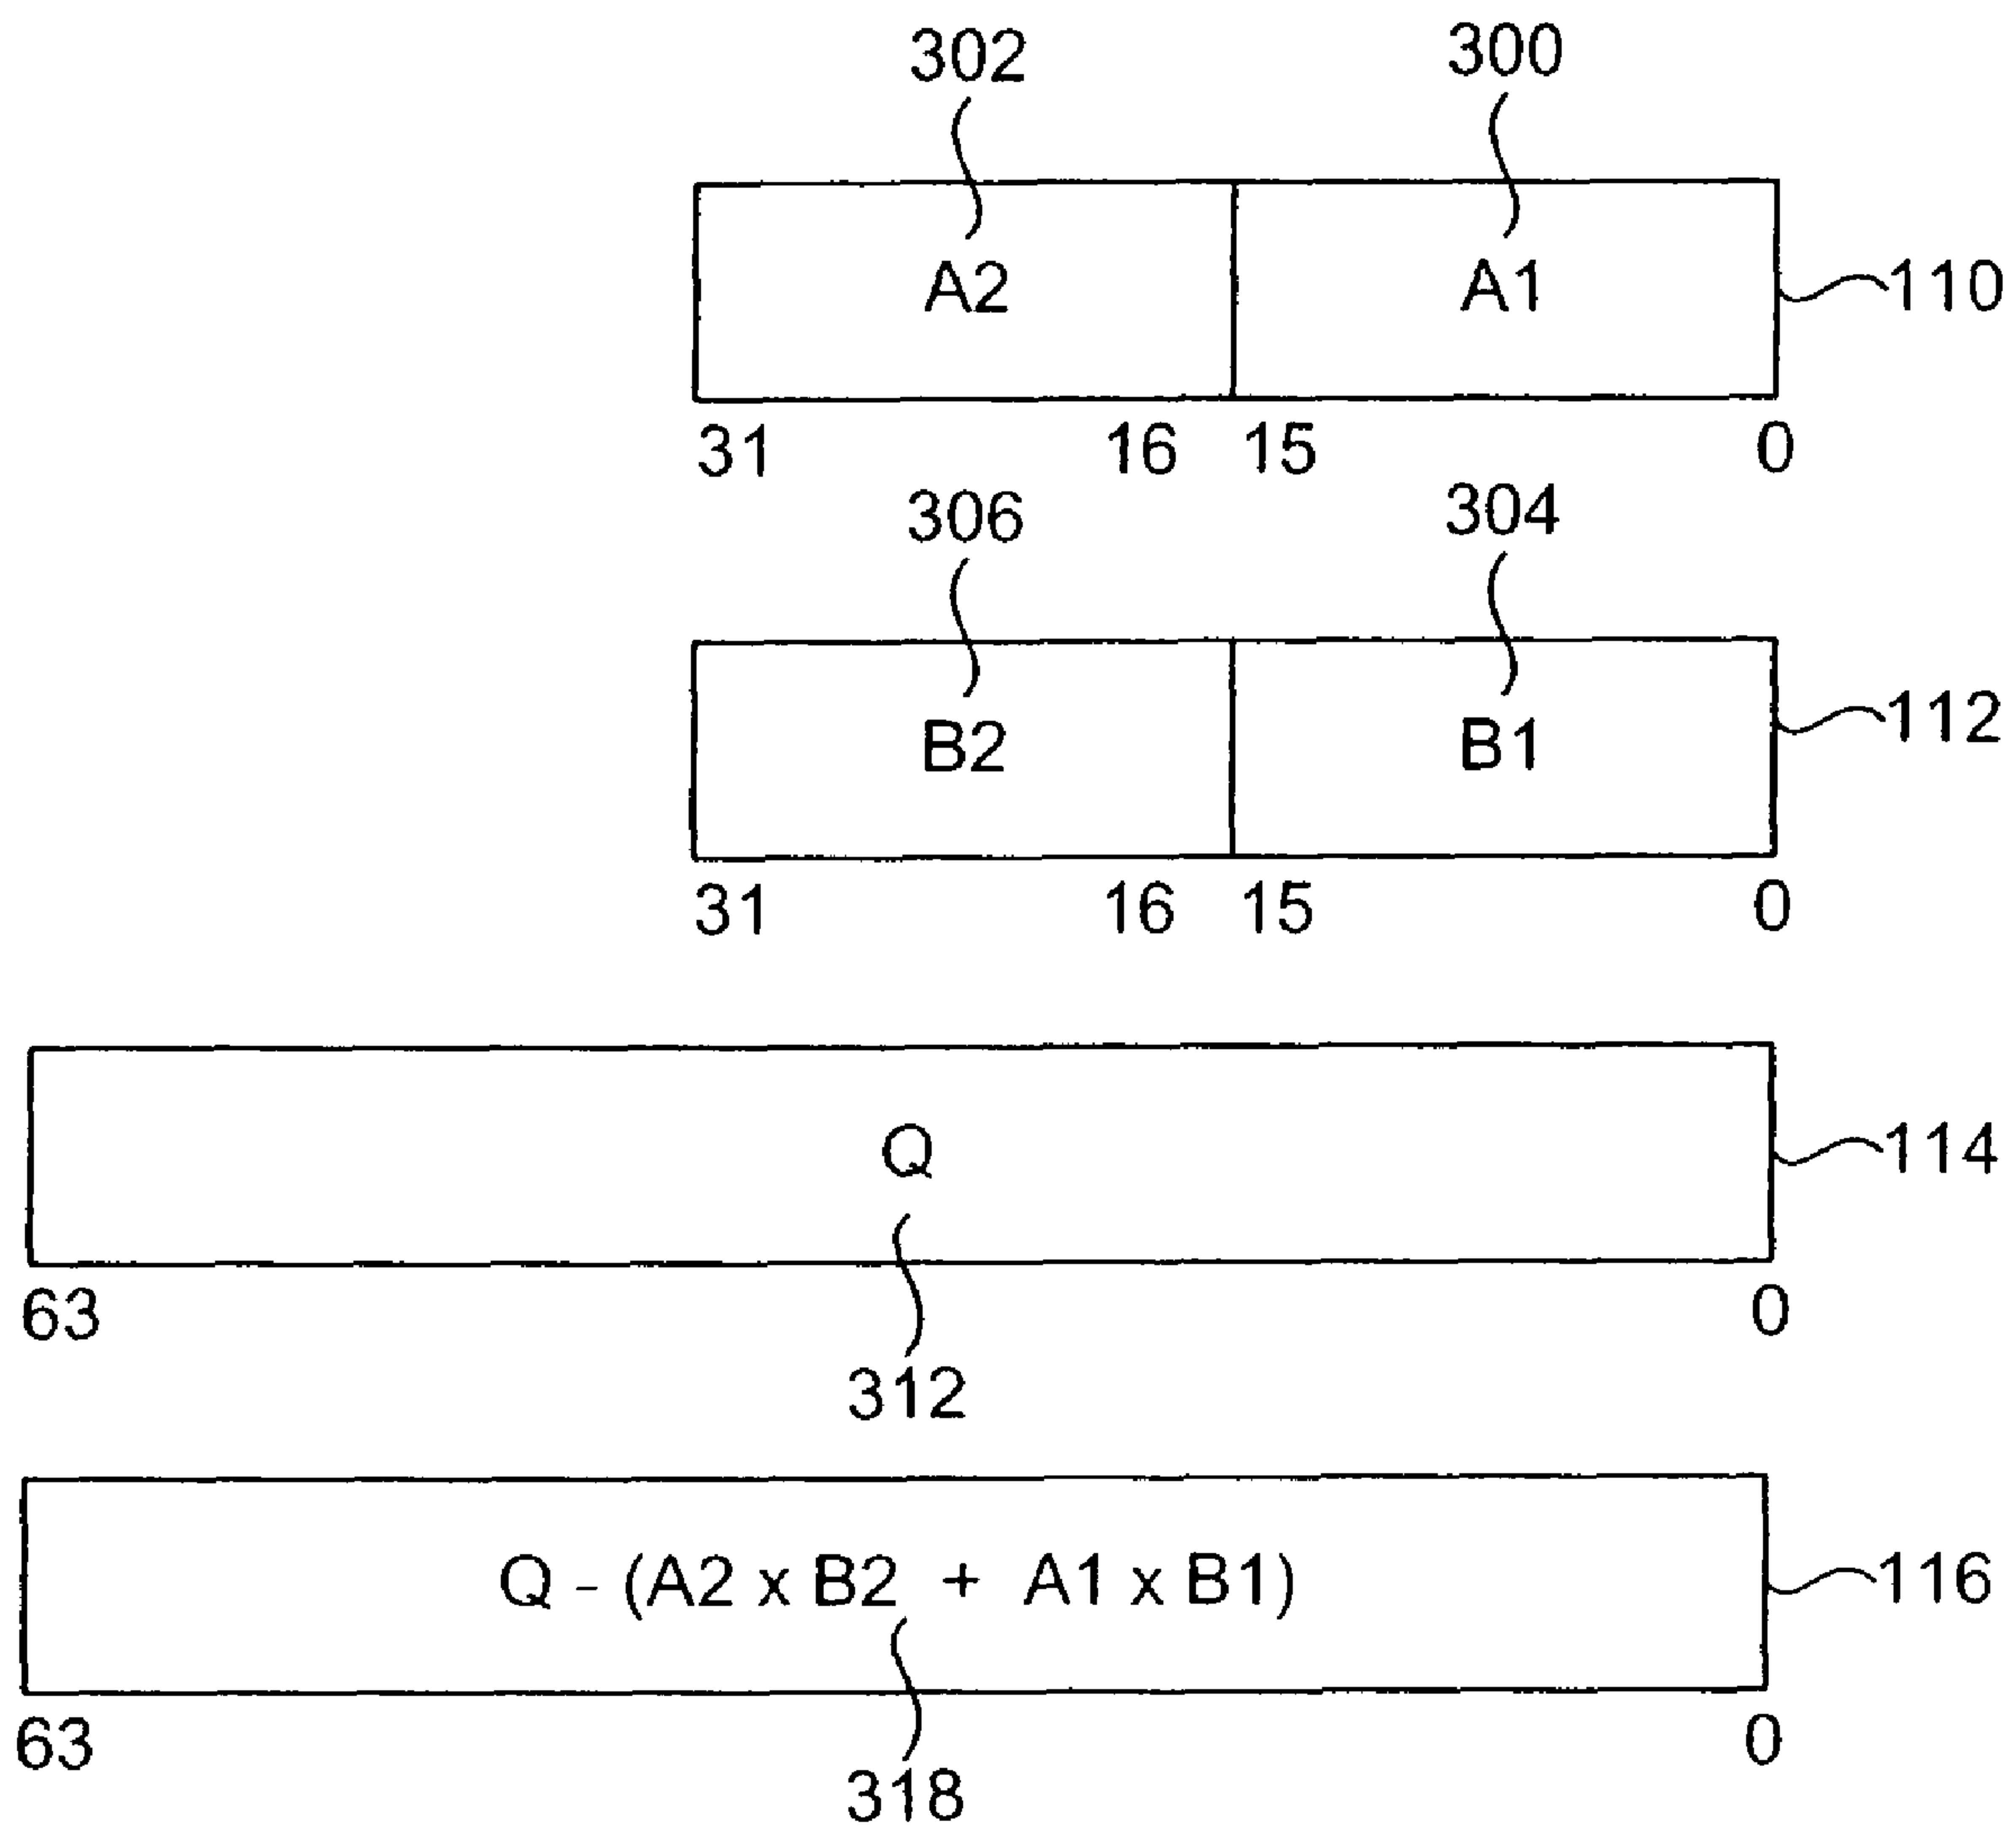 302 300
A2 A1 110
31 16 15 0
306 304
B2 B1 112
31 16 15 0
Q 114
63 0
312
Q - (A2 x B2 + A1 x B1) 116
63 0
318